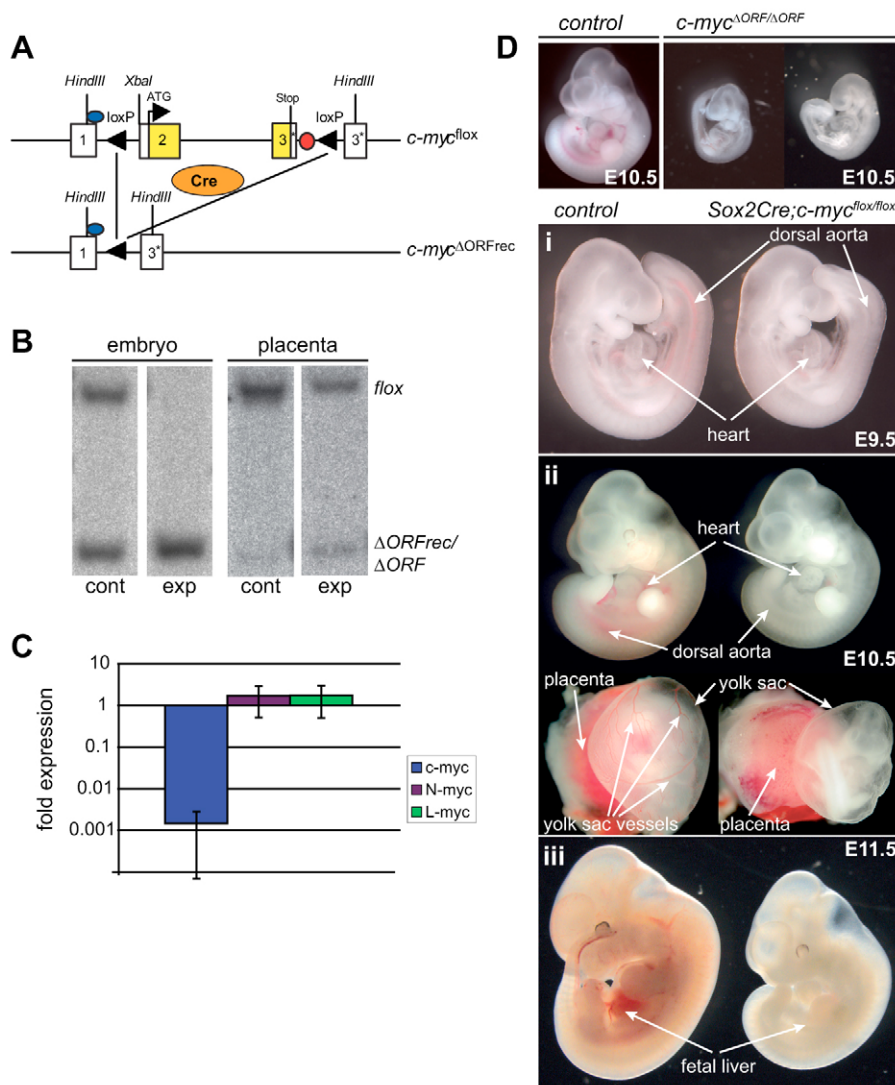 A
HindIII
XbaI
ATG
loxP
1
2
Stop
3*
loxP
HindIII
3*
c-myc^flox
Cre
HindIII
HindIII
1
3*
c-myc^ΔORFrec
B
embryo
placenta
flox
ΔORFrec/
ΔORF
cont
exp
cont
exp
C
fold expression
10
1
0.1
0.01
0.001
c-myc
N-myc
L-myc
D
control
c-myc^ΔORF/ΔORF
E10.5
E10.5
control
Sox2Cre;c-myc^flox/flox
i
dorsal aorta
heart
E9.5
ii
heart
dorsal aorta
E10.5
placenta
yolk sac
yolk sac vessels
placenta
iii
E11.5
fetal liver